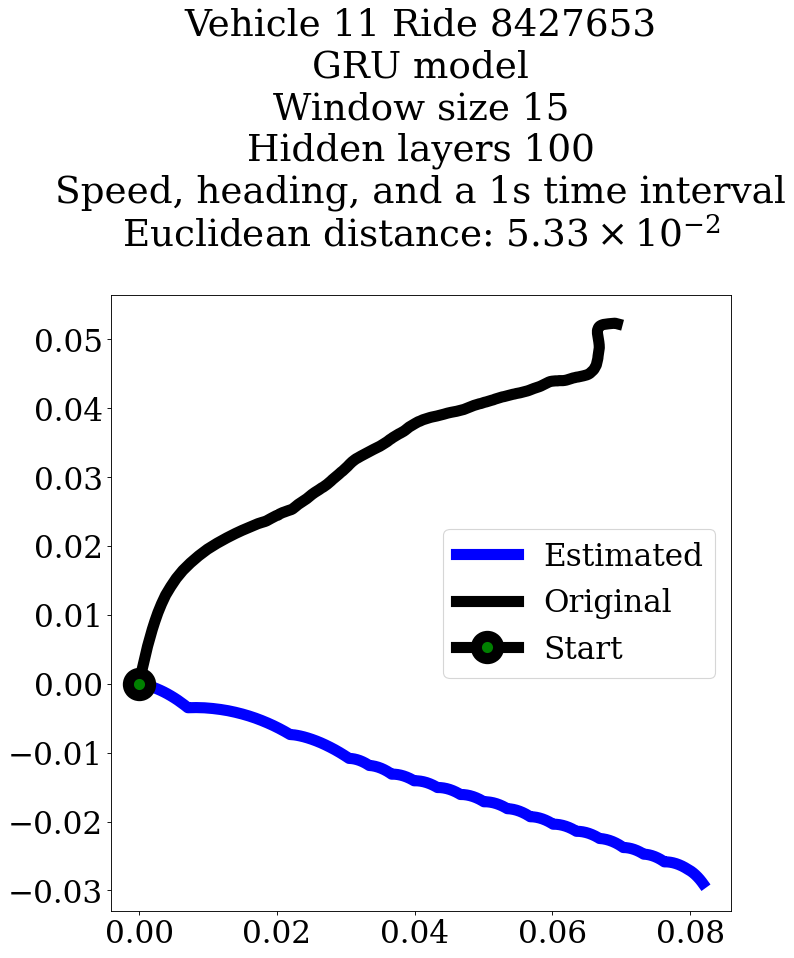 Vehicle 11 Ride 8427653
GRU model
Window size 15
Hidden layers 100
Speed, heading, and a 1s time interval
Euclidean distance: 5.33 × 10⁻²
0.05
0.04
0.03
0.02
0.01
0.00
−0.01
−0.02
−0.03
Estimated
Original
Start
0.00 0.02 0.04 0.06 0.08